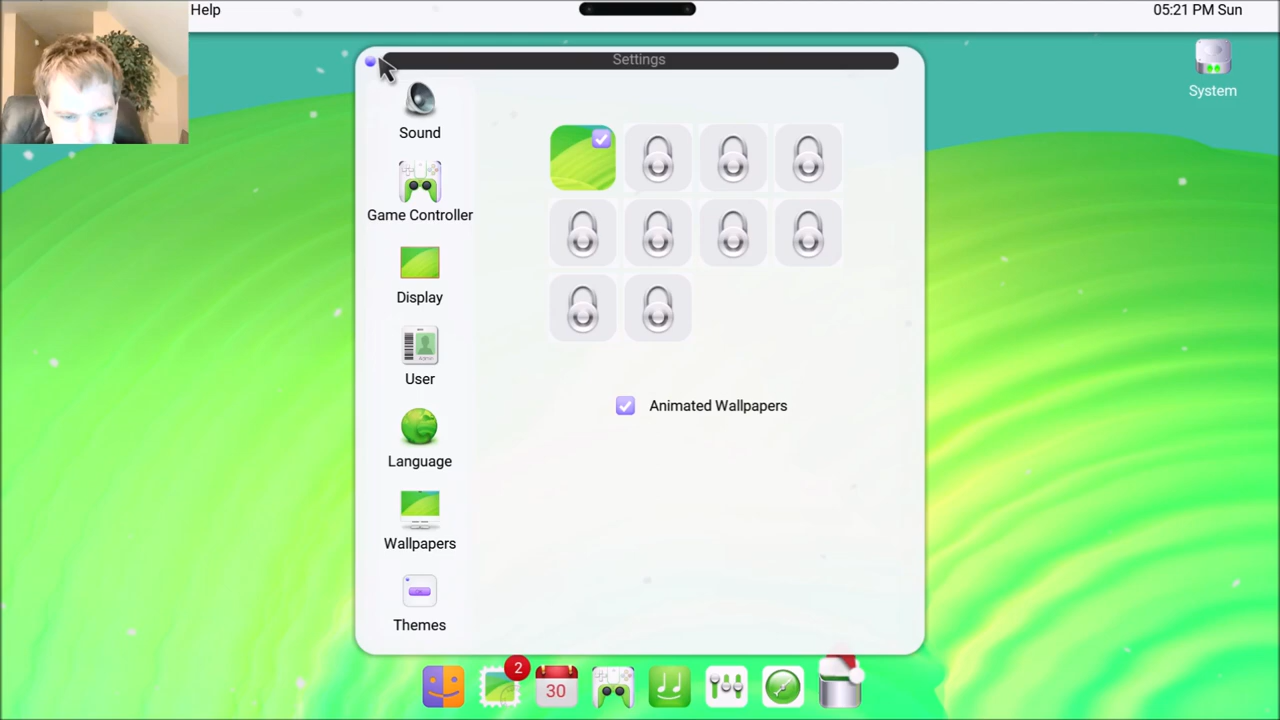 Help
05:21 PM Sun
Settings
System
Sound
Game Controller
Display
User
Language
Wallpapers
Themes
Animated Wallpapers
2
30